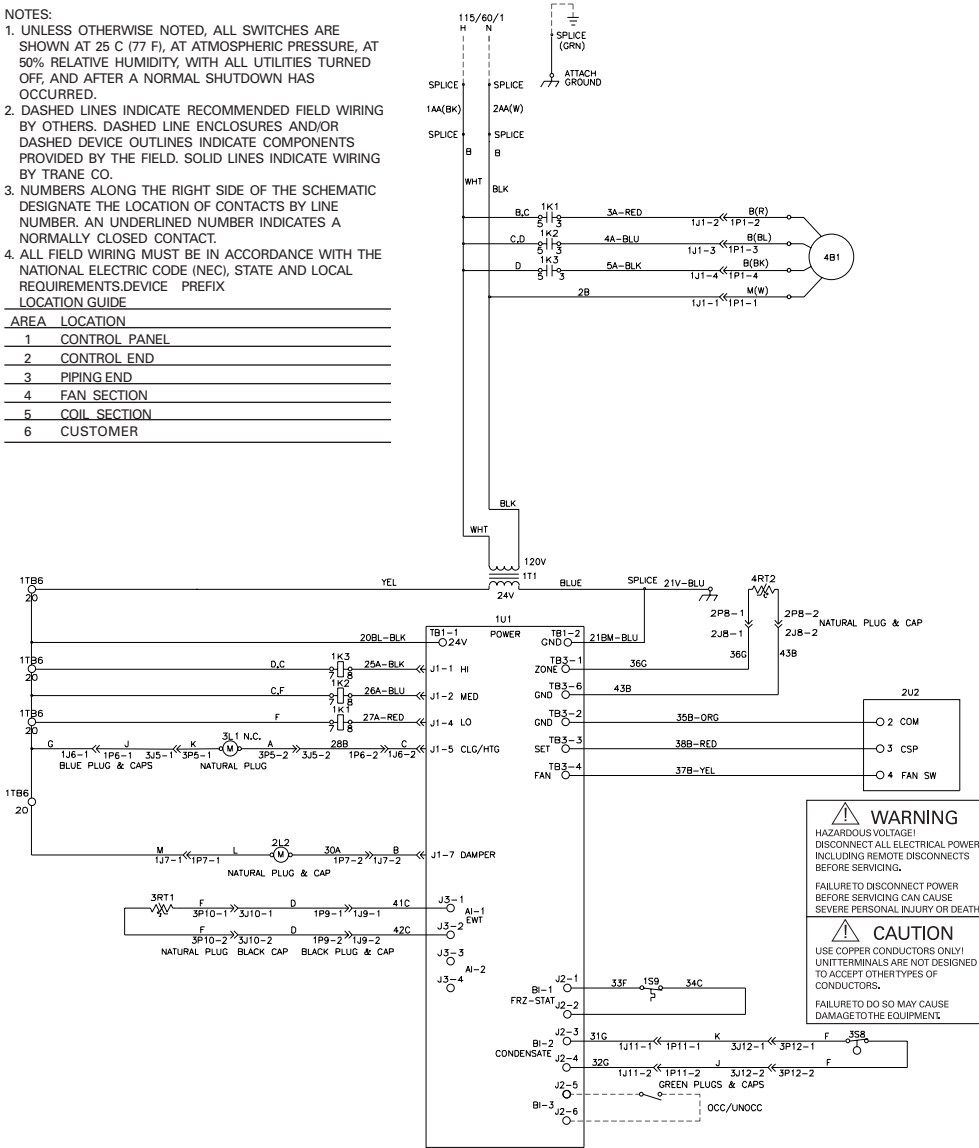 NOTES:
1. UNLESS OTHERWISE NOTED, ALL SWITCHES ARE
SHOWN AT 25 C (77 F), AT ATMOSPHERIC PRESSURE, AT
50% RELATIVE HUMIDITY, WITH ALL UTILITIES TURNED
OFF, AND AFTER A NORMAL SHUTDOWN HAS
OCCURRED.
2. DASHED LINES INDICATE RECOMMENDED FIELD WIRING
BY OTHERS. DASHED LINE ENCLOSURES AND/OR
DASHED DEVICE OUTLINES INDICATE COMPONENTS
PROVIDED BY THE FIELD. SOLID LINES INDICATE WIRING
BY TRANE CO.
3. NUMBERS ALONG THE RIGHT SIDE OF THE SCHEMATIC
DESIGNATE THE LOCATION OF CONTACTS BY LINE
NUMBER. AN UNDERLINED NUMBER INDICATES A
NORMALLY CLOSED CONTACT.
4. ALL FIELD WIRING MUST BE IN ACCORDANCE WITH THE
NATIONAL ELECTRIC CODE (NEC), STATE AND LOCAL
REQUIREMENTS.DEVICE PREFIX
LOCATION GUIDE
AREA LOCATION
1 CONTROL PANEL
2 CONTROL END
3 PIPING END
4 FAN SECTION
5 COIL SECTION
6 CUSTOMER
115/60/1
H N
SPLICE
(GRN)
ATTACH
GROUND
SPLICE SPLICE
1AA(BK) 2AA(W)
SPLICE SPLICE
B B
WHT
BLK
B,C 1K1 3A-RED B(R)
5 3 1J1-2 1P1-2
C,D 1K2 4A-BLU B(BL)
5 3 1J1-3 1P1-3
4B1
D 1K3 5A-BLK B(BK)
5 3 1J1-4 1P1-4
2B M(W)
1J1-1 1P1-1
BLK
WHT
120V
1T1
24V
1TB6
20
YEL BLUE SPLICE 21V-BLU
4RT2
2P8-1 2P8-2
NATURAL PLUG & CAP
2J8-1 2J8-2
1U1
POWER
20BL-BLK TB1-1
24V
TB1-2
GND 21BM-BLU
36G 43B
1TB6
20
D,C 1K3 25A-BLK J1-1 HI
7 8
TB3-1
ZONE 36G
C,F 1K2 26A-BLU J1-2 MED
7 8
TB3-6
GND 43B
1TB6
20
F 1K1 27A-RED J1-4 LO
7 8
2U2
TB3-2
GND 35B-ORG 2 COM
TB3-3
SET 38B-RED 3 CSP
TB3-4
FAN 37B-YEL 4 FAN SW
3L1 N.C.
G J K M A 28B C J1-5 CLG/HTG
1J6-1 1P6-1 3J5-1 3P5-1 3P5-2 3J5-2 1P6-2 1J6-2
BLUE PLUG & CAPS NATURAL PLUG
1TB6
20
2L2
M L M 30A B J1-7 DAMPER
1J7-1 1P7-1 1P7-2 1J7-2
NATURAL PLUG & CAP
WARNING
HAZARDOUS VOLTAGE!
DISCONNECT ALL ELECTRICAL POWER
INCLUDING REMOTE DISCONNECTS
BEFORE SERVICING.
FAILURE TO DISCONNECT POWER
BEFORE SERVICING CAN CAUSE
SEVERE PERSONAL INJURY OR DEATH
CAUTION
USE COPPER CONDUCTORS ONLY!
UNIT TERMINALS ARE NOT DESIGNED
TO ACCEPT OTHER TYPES OF
CONDUCTORS.
FAILURE TO DO SO MAY CAUSE
DAMAGE TO THE EQUIPMENT.
3RT1
F D 41C J3-1
3P10-1 3J10-1 1P9-1 1J9-1
AI-1
EWT
F D 42C J3-2
3P10-2 3J10-2 1P9-2 1J9-2
NATURAL PLUG BLACK CAP BLACK PLUG & CAP
J3-3
AI-2
J3-4
J2-1
BI-1 33F 1S9 34C
FRZ-STAT
J2-2
J2-3
BI-2 31G K F 3S8
1J11-1 1P11-1 3J12-1 3P12-1
CONDENSATE
J2-4
32G J F
1J11-2 1P11-2 3J12-2 3P12-2
GREEN PLUGS & CAPS
J2-5
BI-3
J2-6
OCC/UNOCC